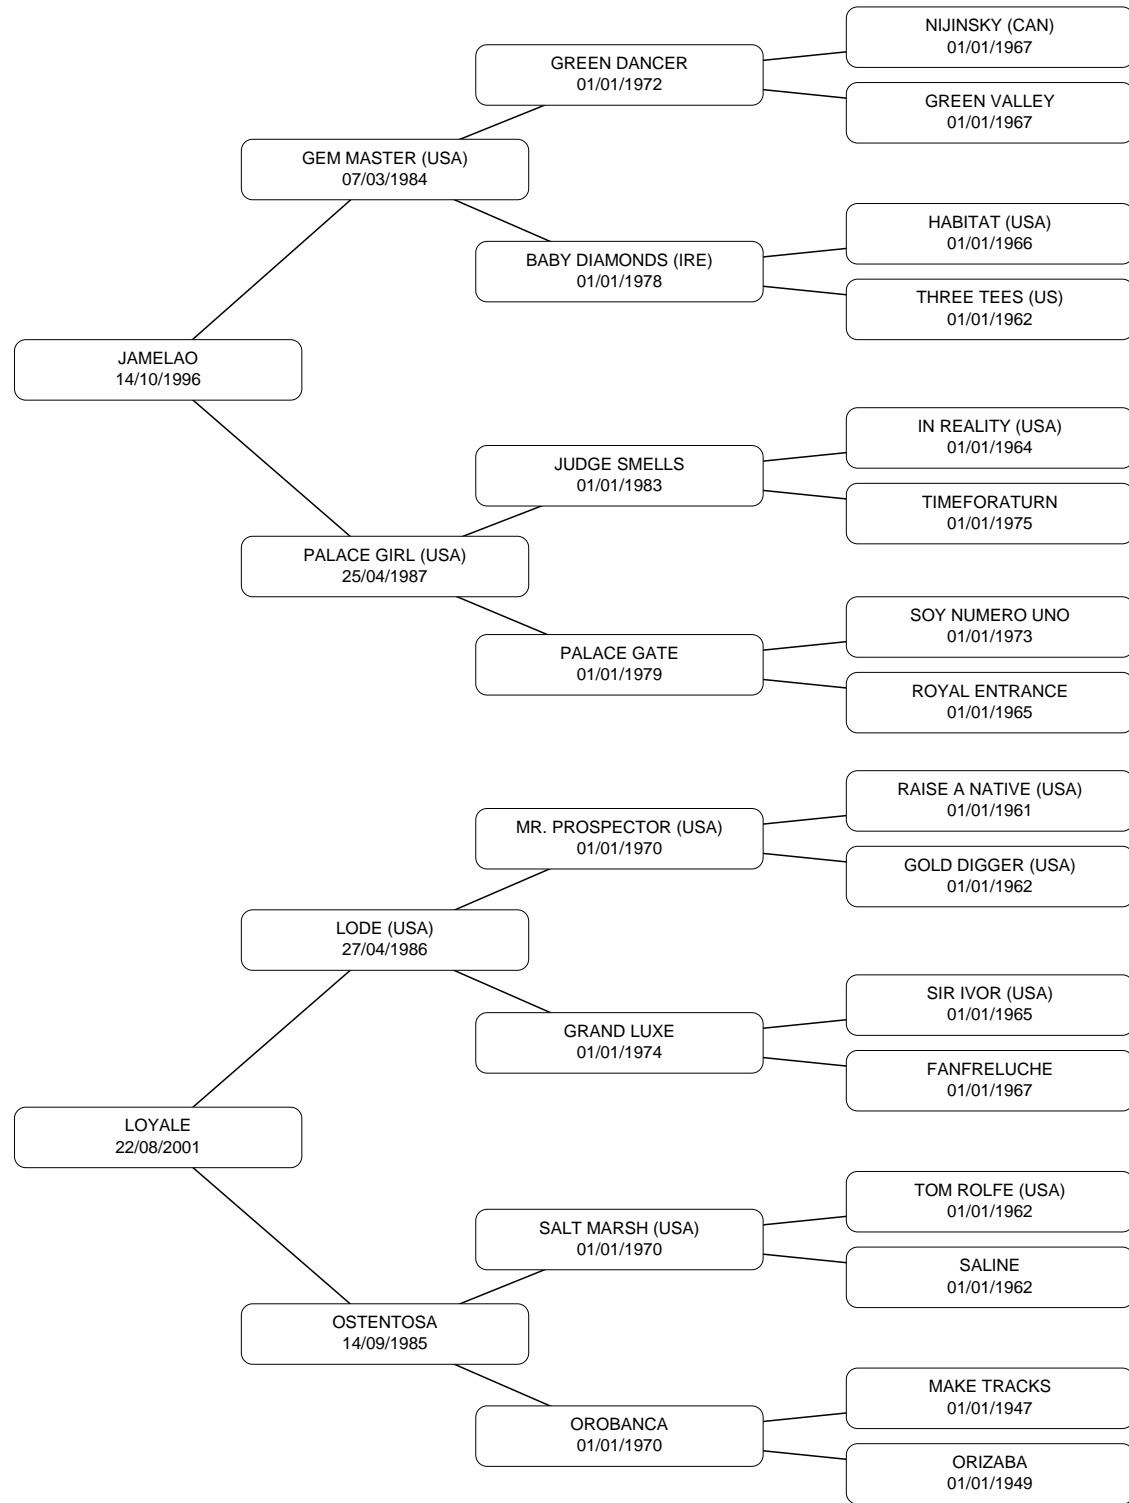 NIJINSKY (CAN)
01/01/1967
GREEN DANCER
01/01/1972
GREEN VALLEY
01/01/1967
GEM MASTER (USA)
07/03/1984
HABITAT (USA)
01/01/1966
BABY DIAMONDS (IRE)
01/01/1978
THREE TEES (US)
01/01/1962
JAMELAO
14/10/1996
IN REALITY (USA)
01/01/1964
JUDGE SMELLS
01/01/1983
TIMEFORATURN
01/01/1975
PALACE GIRL (USA)
25/04/1987
SOY NUMERO UNO
01/01/1973
PALACE GATE
01/01/1979
ROYAL ENTRANCE
01/01/1965
RAISE A NATIVE (USA)
01/01/1961
MR. PROSPECTOR (USA)
01/01/1970
GOLD DIGGER (USA)
01/01/1962
LODE (USA)
27/04/1986
SIR IVOR (USA)
01/01/1965
GRAND LUXE
01/01/1974
FANFRELUCHE
01/01/1967
LOYALE
22/08/2001
TOM ROLFE (USA)
01/01/1962
SALT MARSH (USA)
01/01/1970
SALINE
01/01/1962
OSTENTOSA
14/09/1985
MAKE TRACKS
01/01/1947
OROBANCA
01/01/1970
ORIZABA
01/01/1949